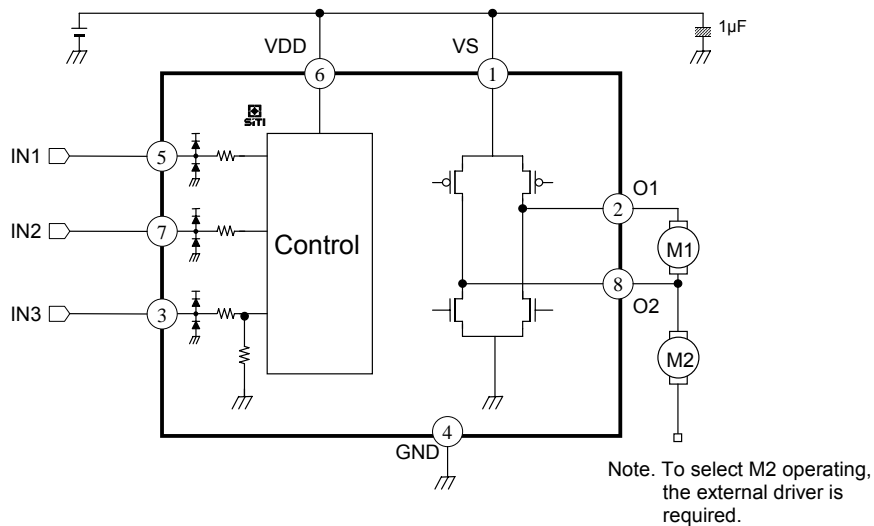 1µF
VDD
VS
6
1
SiTI
IN1
5
O1
2
IN2
7
Control
M1
8
O2
IN3
3
M2
4
GND
Note. To select M2 operating,
the external driver is
required.